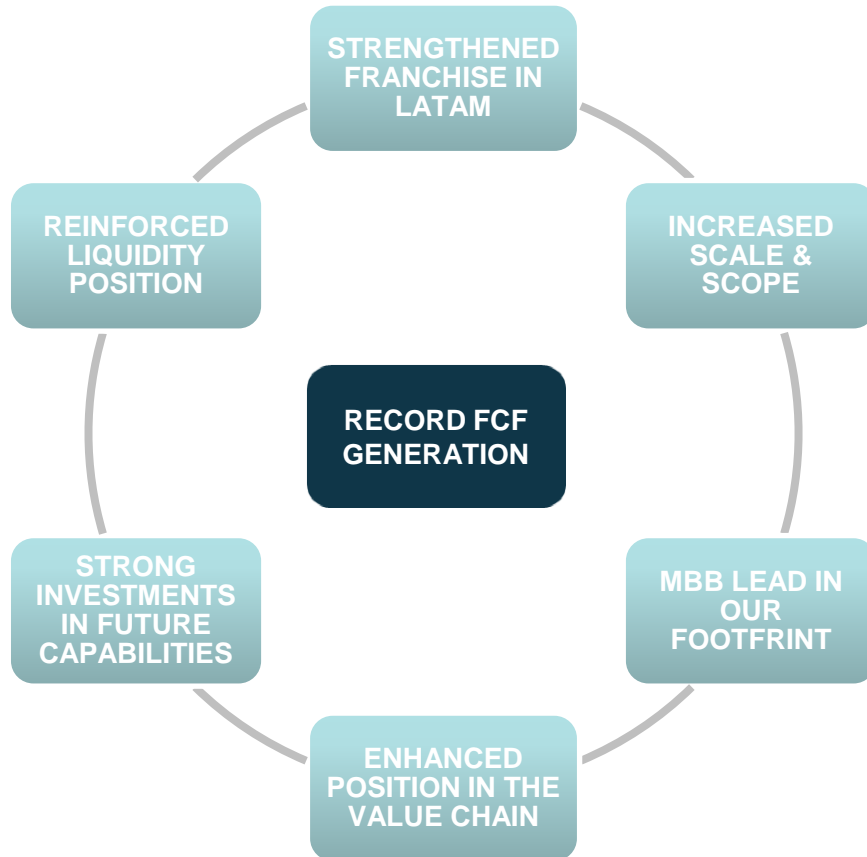 STRENGTHENED
FRANCHISE IN
LATAM
INCREASED
SCALE &
SCOPE
MBB LEAD IN
OUR
FOOTFRINT
ENHANCED
POSITION IN THE
VALUE CHAIN
STRONG
INVESTMENTS
IN FUTURE
CAPABILITIES
REINFORCED
LIQUIDITY
POSITION
RECORD FCF
GENERATION